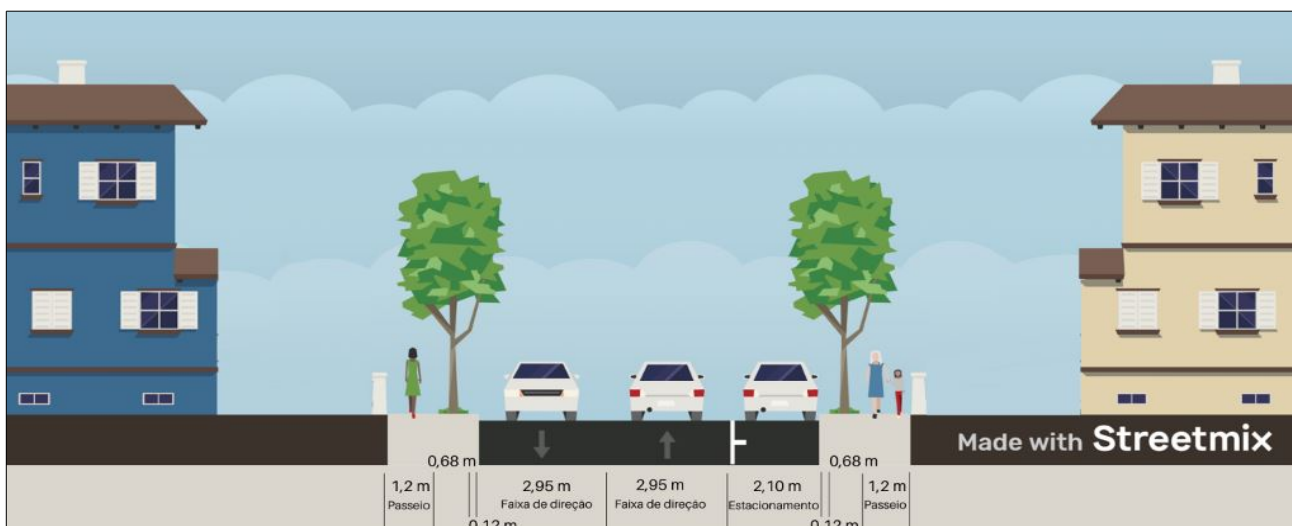 Made with Streetmix
0,68 m 0,68 m
1,2 m 2,95 m 2,95 m 2,10 m 1,2 m
Passeio Faixa de direção Faixa de direção Estacionamento Passeio
0,12 m 0,12 m